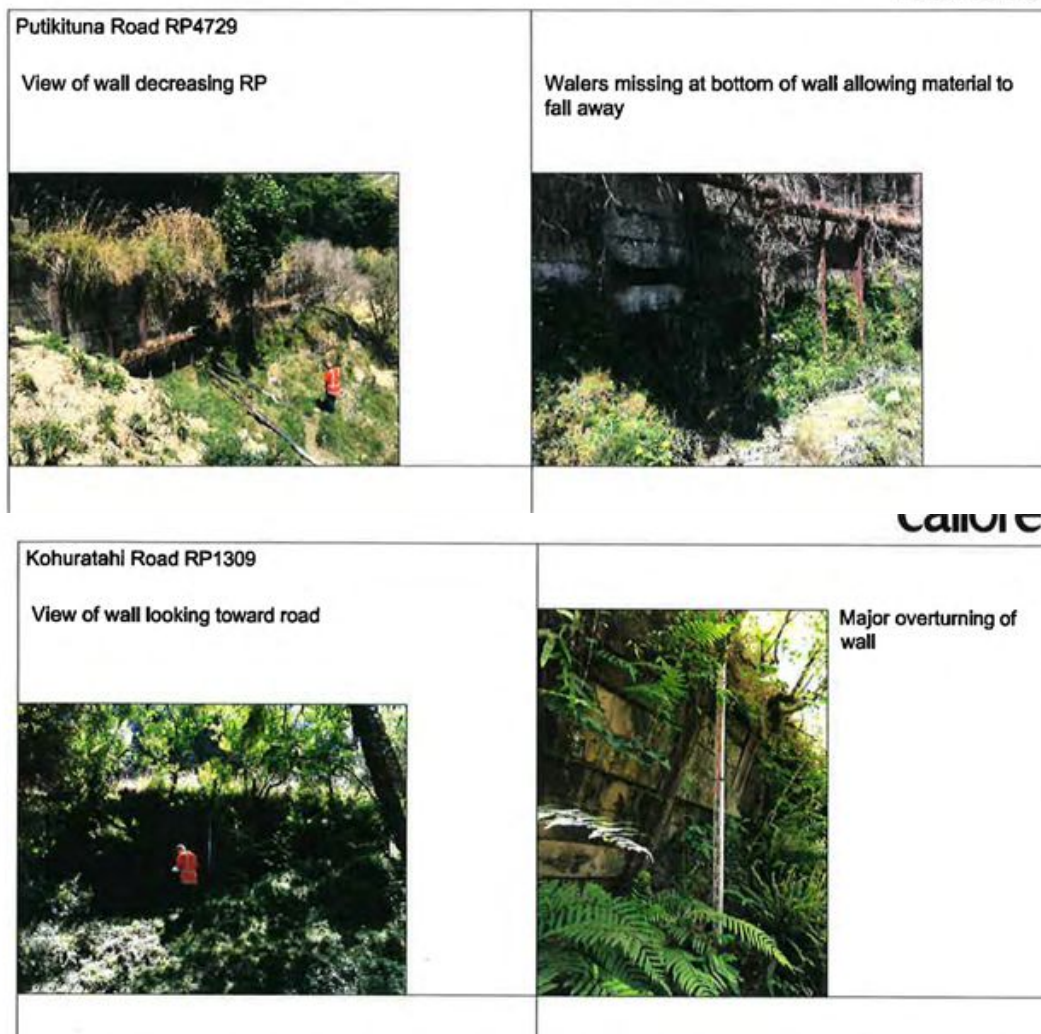 Putikituna Road RP4729
View of wall decreasing RP
Walers missing at bottom of wall allowing material to
fall away
Kohuratahi Road RP1309
View of wall looking toward road
Major overturning of
wall